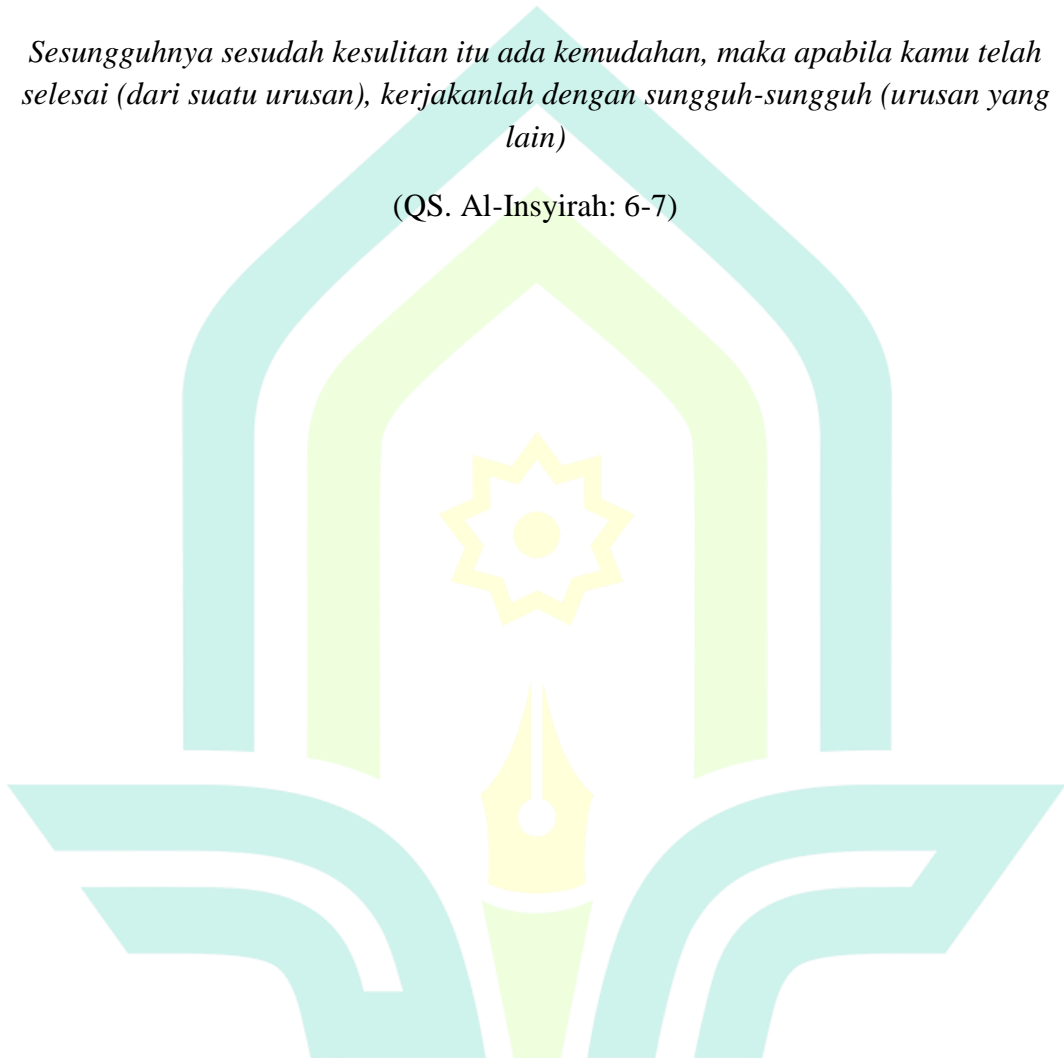 Sesungguhnya sesudah kesulitan itu ada kemudahan, maka apabila kamu telah
selesai (dari suatu urusan), kerjakanlah dengan sungguh-sungguh (urusan yang
lain)
(QS. Al-Insyirah: 6-7)